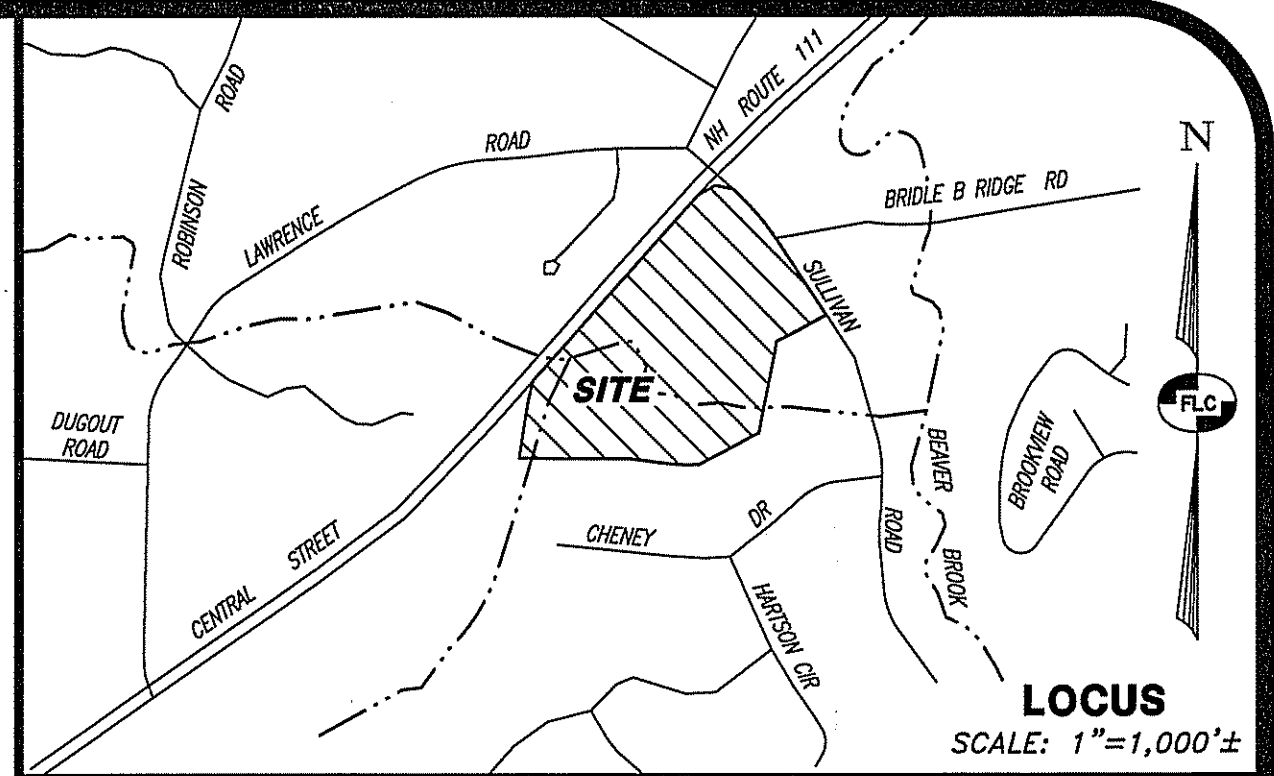 NH ROUTE 111
N
ROAD
ROAD
BRIDLE B RIDGE RD
ROBINSON
LAWRENCE
SULLIVAN
SITE
FLC
DUGOUT
ROAD
BEAVER
BROOKVIEW
ROAD
CENTRAL STREET
CHENEY DR
ROAD
BROOK
HARTSON CIR
LOCUS
SCALE: 1"=1,000'±